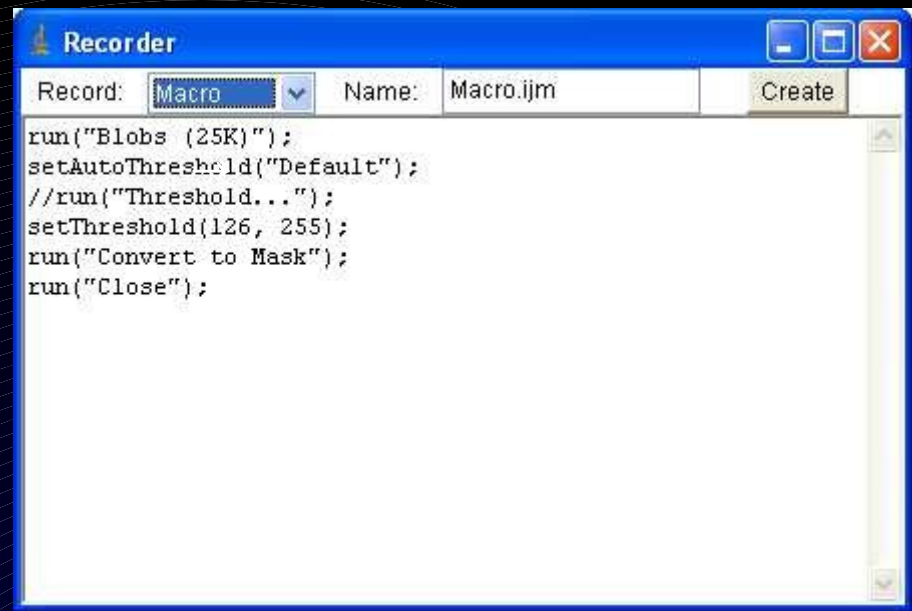 Recorder
Record: Macro Name: Macro.ijm Create
run("Blobs (25K)");
setAutoThreshold("Default");
//run("Threshold...");
setThreshold(126, 255);
run("Convert to Mask");
run("Close");